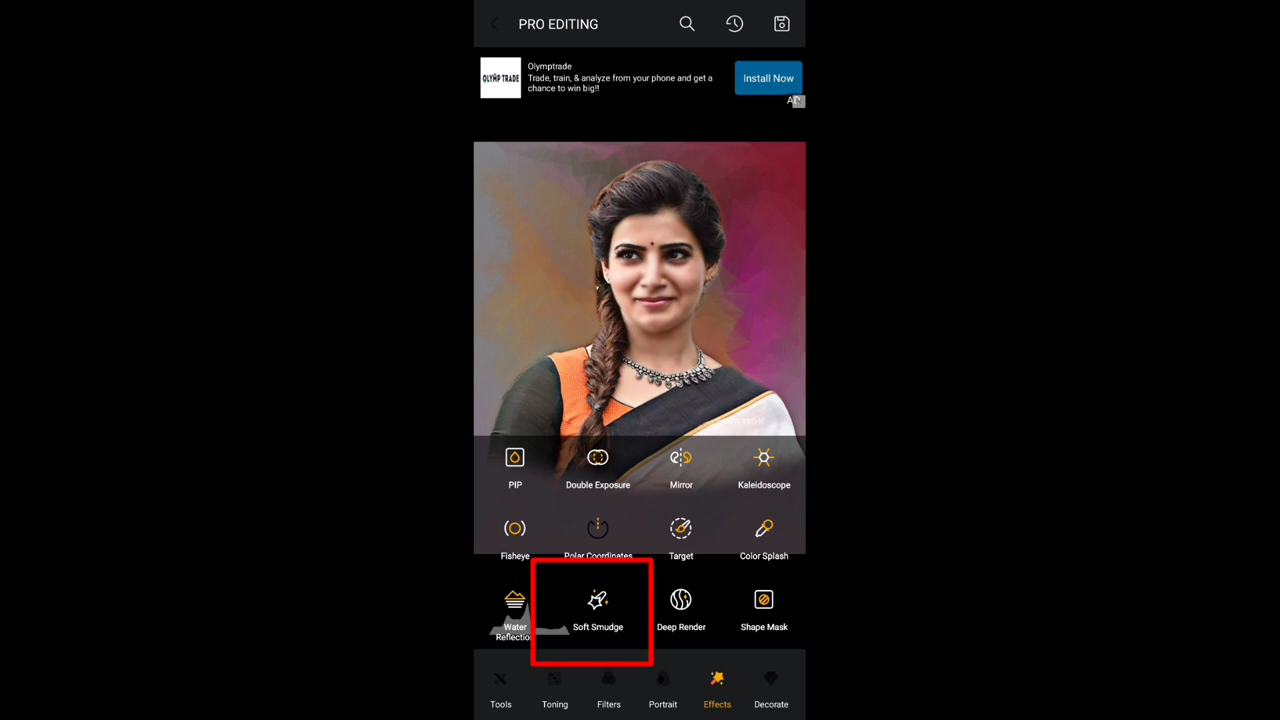 PRO EDITING
OLYMP TRADE
Olymptrade
Trade, train, & analyze from your phone and get a
chance to win big!!
Install Now
PIP
Double Exposure
Mirror
Kaleidoscope
Fisheye
Polar Coordinates
Target
Color Splash
Water
Reflection
Soft Smudge
Deep Render
Shape Mask
Tools
Toning
Filters
Portrait
Effects
Decorate